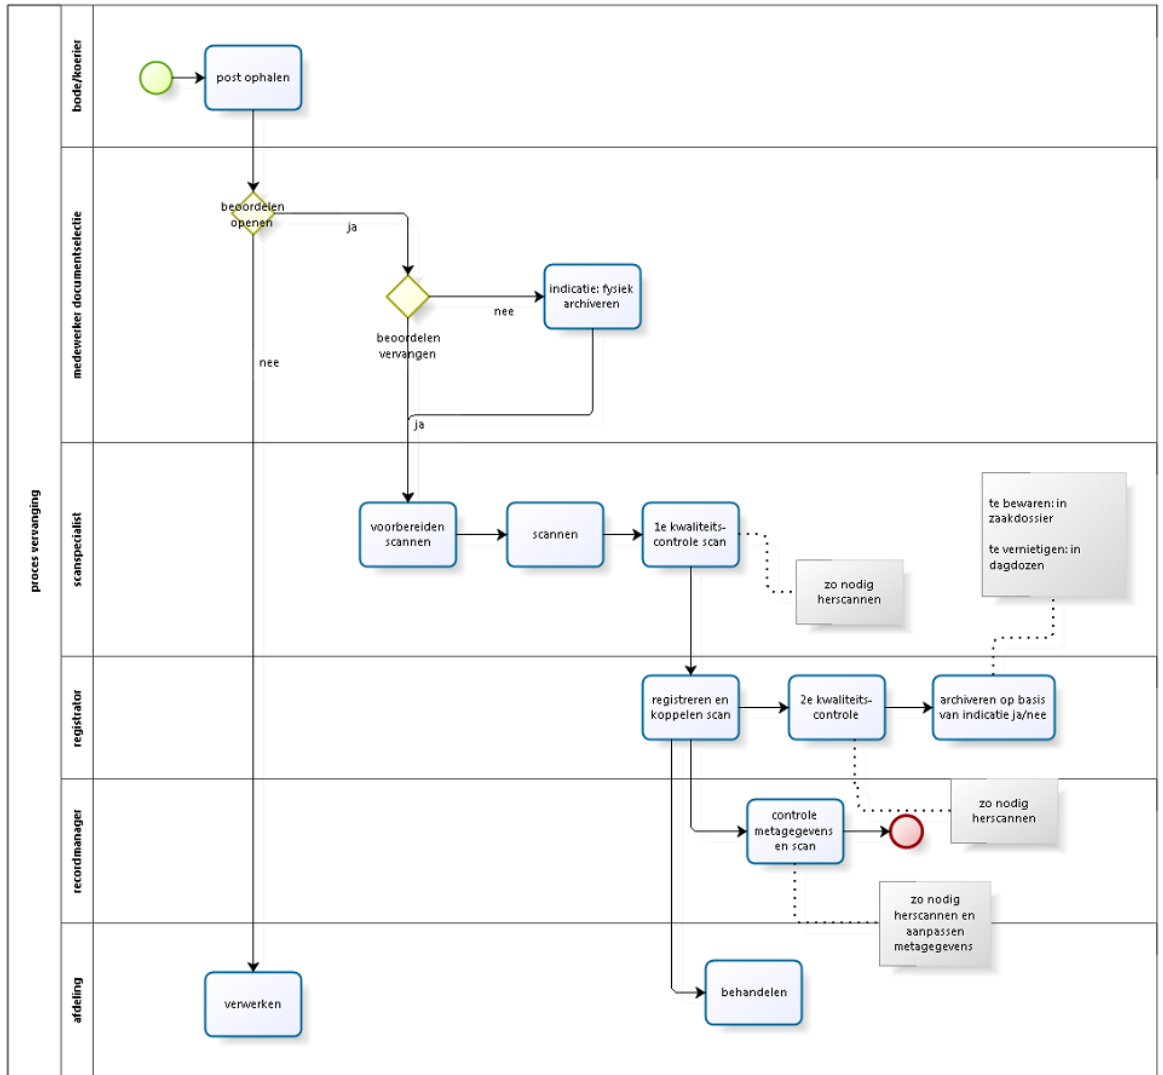 proces vervanging
bode/koerier
post ophalen
medewerker documentselectie
beoordelen
openen
ja
nee
beoordelen
vervangen
nee
indicatie: fysiek
archiveren
ja
scanspecialist
voorbereiden
scannen
scannen
1e kwaliteits-
controle scan
zo nodig
herscannen
te bewaren: in
zaakdossier
te vernietigen: in
dagdozen
registrator
registreren en
koppelen scan
2e kwaliteits-
controle
archiveren op basis
van indicatie ja/nee
zo nodig
herscannen
recordmanager
controle
metagegevens
en scan
zo nodig
herscannen en
aanpassen
metagegevens
afdeling
verwerken
behandelen